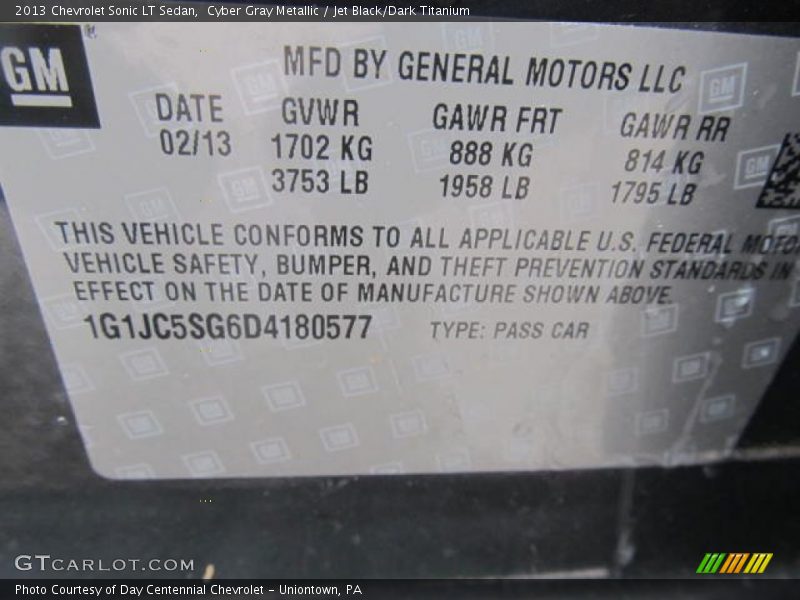 2013 Chevrolet Sonic LT Sedan, Cyber Gray Metallic / Jet Black/Dark Titanium
GM
MFD BY GENERAL MOTORS LLC
DATE GVWR GAWR FRT GAWR RR
02/13 1702 KG 888 KG 814 KG
3753 LB 1958 LB 1795 LB
THIS VEHICLE CONFORMS TO ALL APPLICABLE U.S. FEDERAL MOTOR
VEHICLE SAFETY, BUMPER, AND THEFT PREVENTION STANDARDS IN
EFFECT ON THE DATE OF MANUFACTURE SHOWN ABOVE.
1G1JC5SG6D4180577 TYPE: PASS CAR
GTCARLOT.COM
Photo Courtesy of Day Centennial Chevrolet - Uniontown, PA